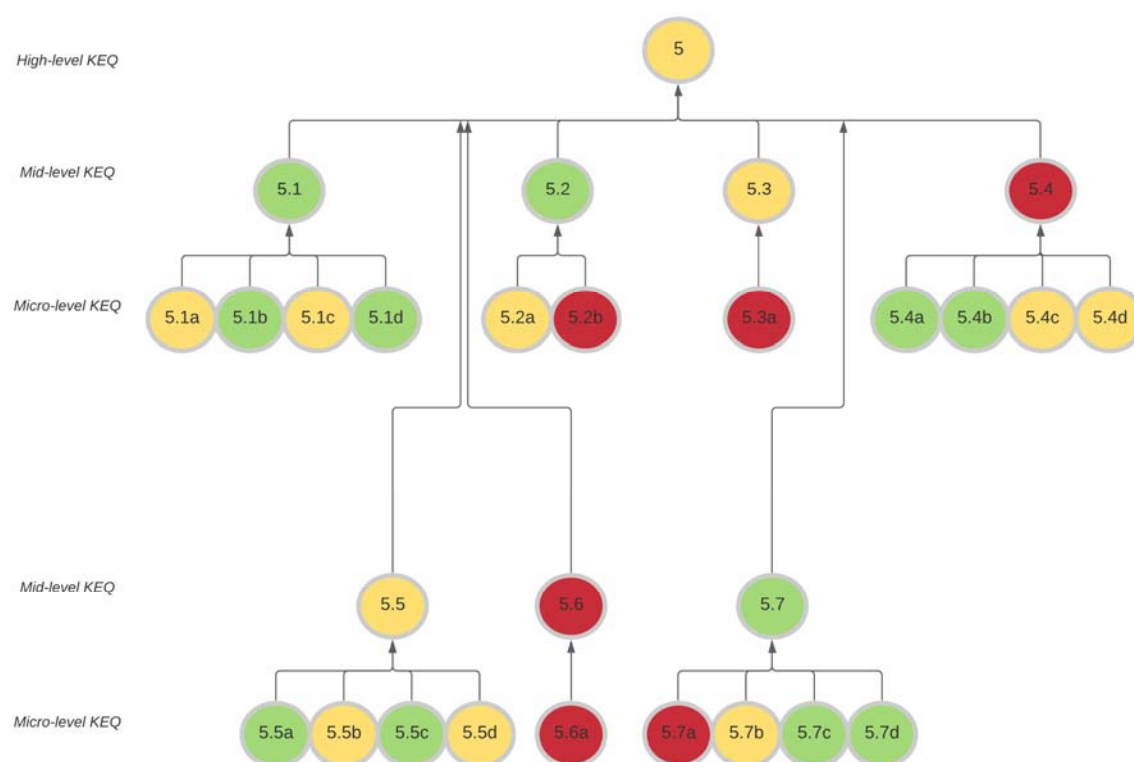 High-level KEQ
5
Mid-level KEQ
5.1
5.2
5.3
5.4
Micro-level KEQ
5.1a
5.1b
5.1c
5.1d
5.2a
5.2b
5.3a
5.4a
5.4b
5.4c
5.4d
Mid-level KEQ
5.5
5.6
5.7
Micro-level KEQ
5.5a
5.5b
5.5c
5.5d
5.6a
5.7a
5.7b
5.7c
5.7d